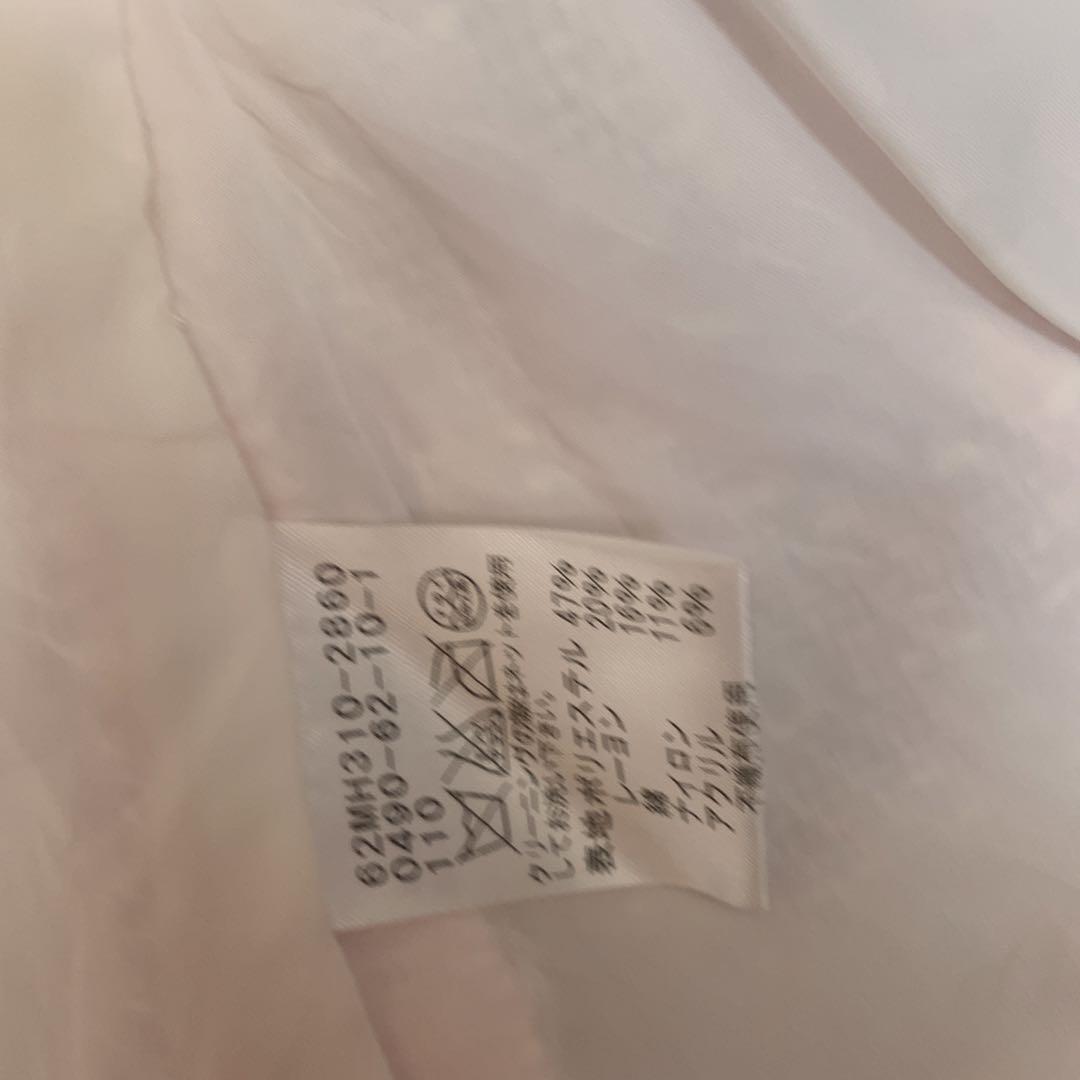 62MH310-2860
0490-62-10-1
110
クリーニングの際はネットを使用
してお洗い下さい。
表地 ポリエステル 47%
レーヨン 20%
綿 16%
ナイロン 11%
アクリル 6%